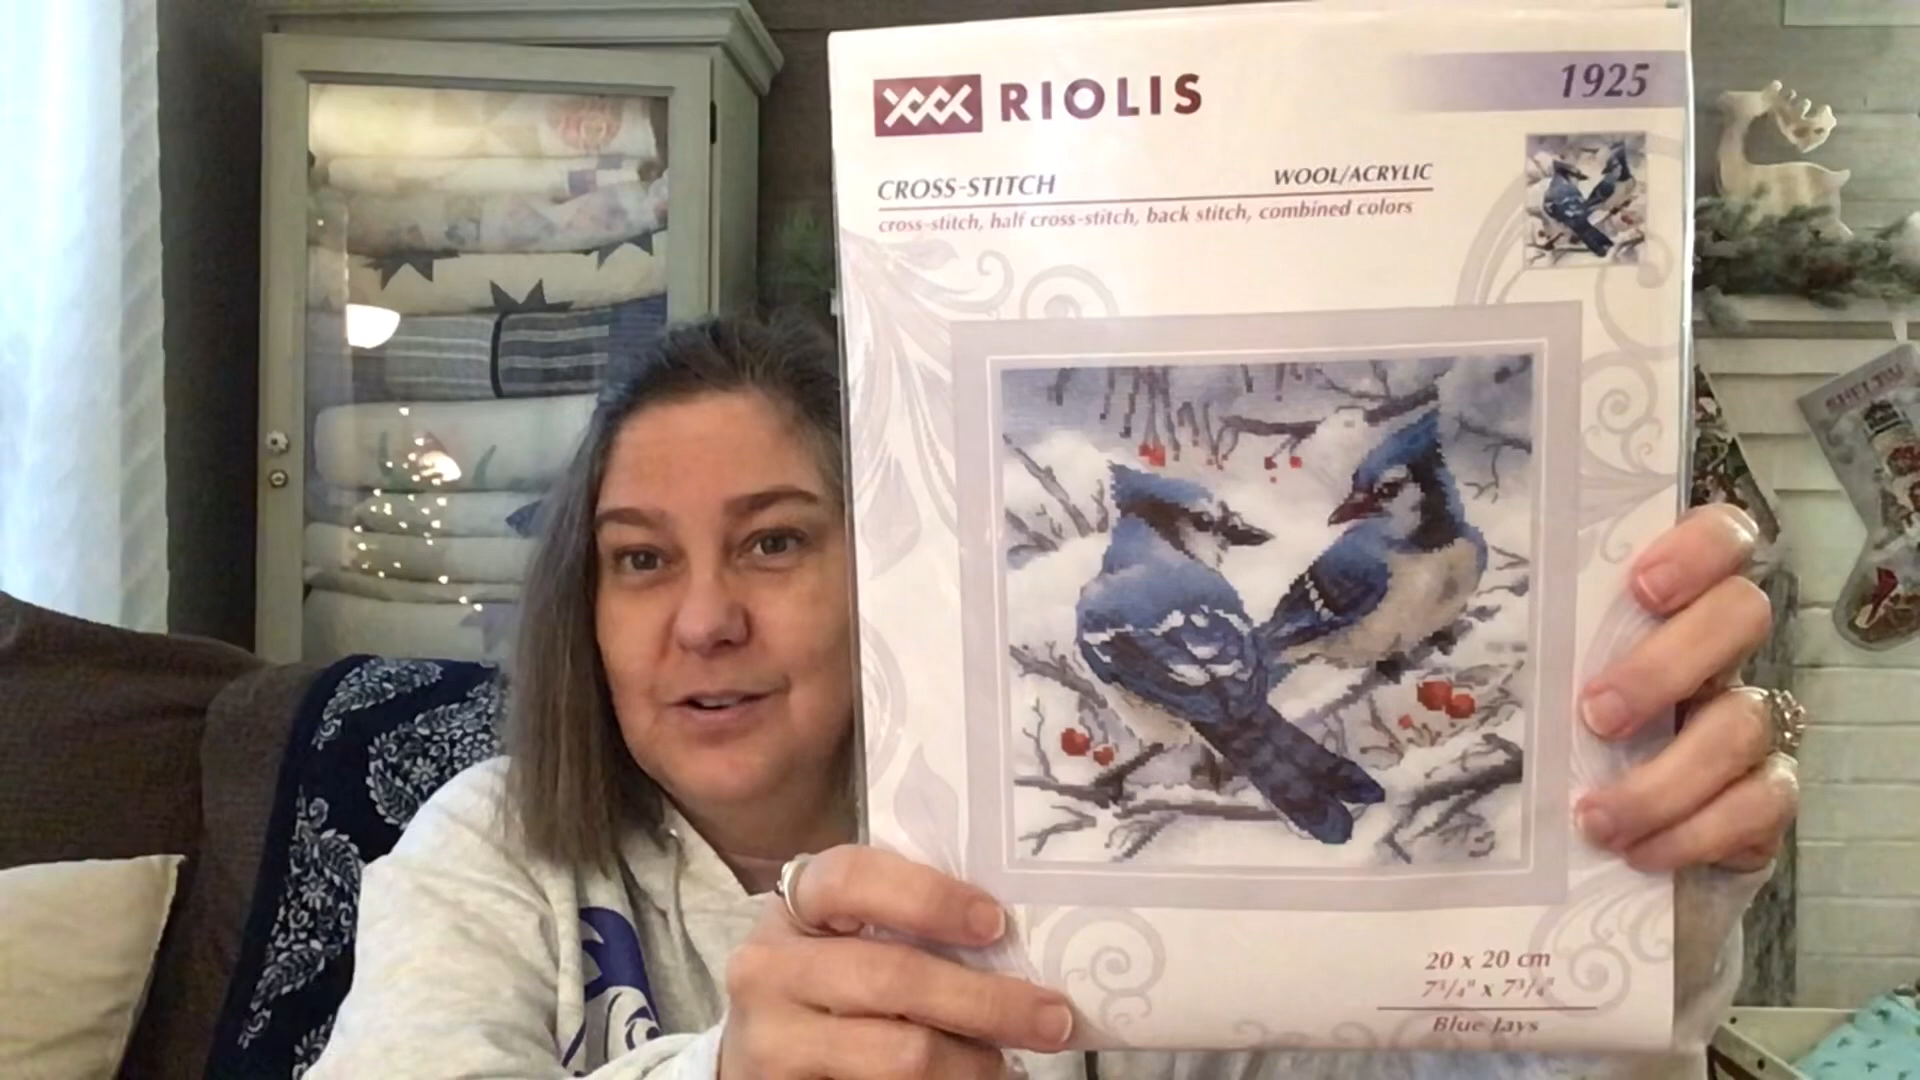 RIOLIS
1925
CROSS-STITCH
WOOL/ACRYLIC
cross-stitch, half cross-stitch, back stitch, combined colors
20 x 20 cm
7³/₄" x 7³/₄"
Blue Jays